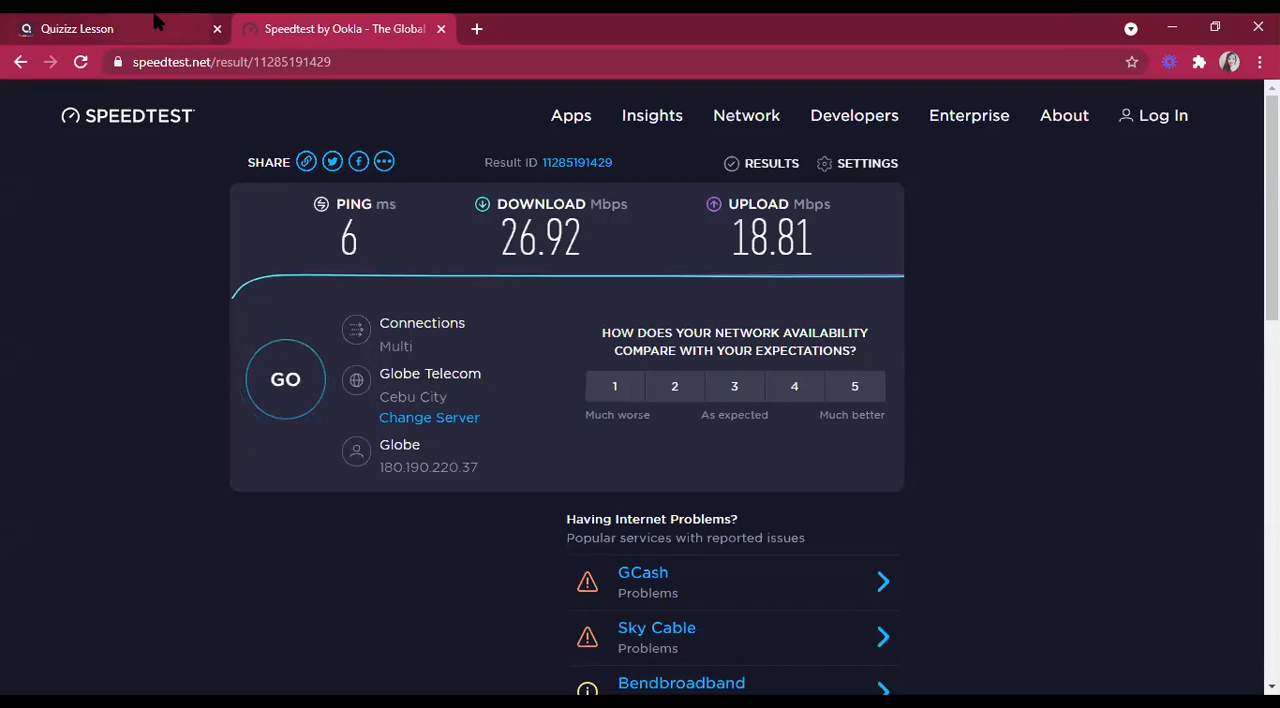 Quizizz Lesson
Speedtest by Ookla - The Global
speedtest.net/result/11285191429
SPEEDTEST
Apps Insights Network Developers Enterprise About Log In
SHARE Result ID 11285191429 RESULTS SETTINGS
PING ms DOWNLOAD Mbps UPLOAD Mbps
6 26.92 18.81
GO
Connections
Multi
Globe Telecom
Cebu City
Change Server
Globe
180.190.220.37
HOW DOES YOUR NETWORK AVAILABILITY
COMPARE WITH YOUR EXPECTATIONS?
1 2 3 4 5
Much worse As expected Much better
Having Internet Problems?
Popular services with reported issues
GCash
Problems
Sky Cable
Problems
Bendbroadband